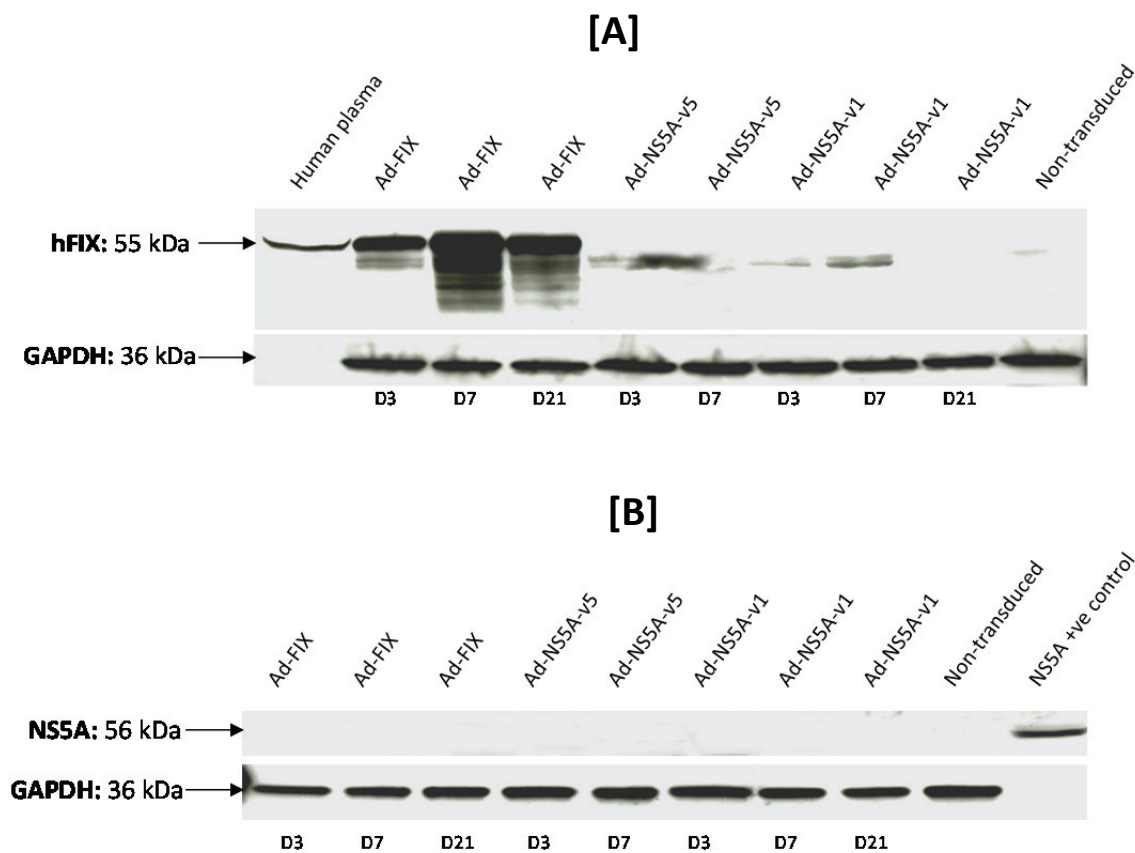 [A]
Human plasma
Ad-FIX
Ad-FIX
Ad-FIX
Ad-NS5A-v5
Ad-NS5A-v5
Ad-NS5A-v1
Ad-NS5A-v1
Ad-NS5A-v1
Non-transduced
hFIX: 55 kDa
GAPDH: 36 kDa
D3 D7 D21 D3 D7 D3 D7 D21
[B]
Ad-FIX
Ad-FIX
Ad-FIX
Ad-NS5A-v5
Ad-NS5A-v5
Ad-NS5A-v1
Ad-NS5A-v1
Ad-NS5A-v1
Non-transduced
NS5A +ve control
NS5A: 56 kDa
GAPDH: 36 kDa
D3 D7 D21 D3 D7 D3 D7 D21